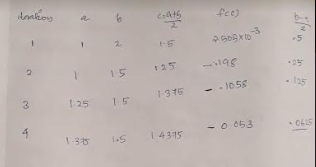 iterations a b c=a+b/2 f(c) b-a/2
1 1 2 1.5 2.505×10⁻³ .5
2 1 1.5 1.25 -.198 .25
3 1.25 1.5 1.375 -.1058 .125
4 1.375 1.5 1.4375 -0.053 .0625